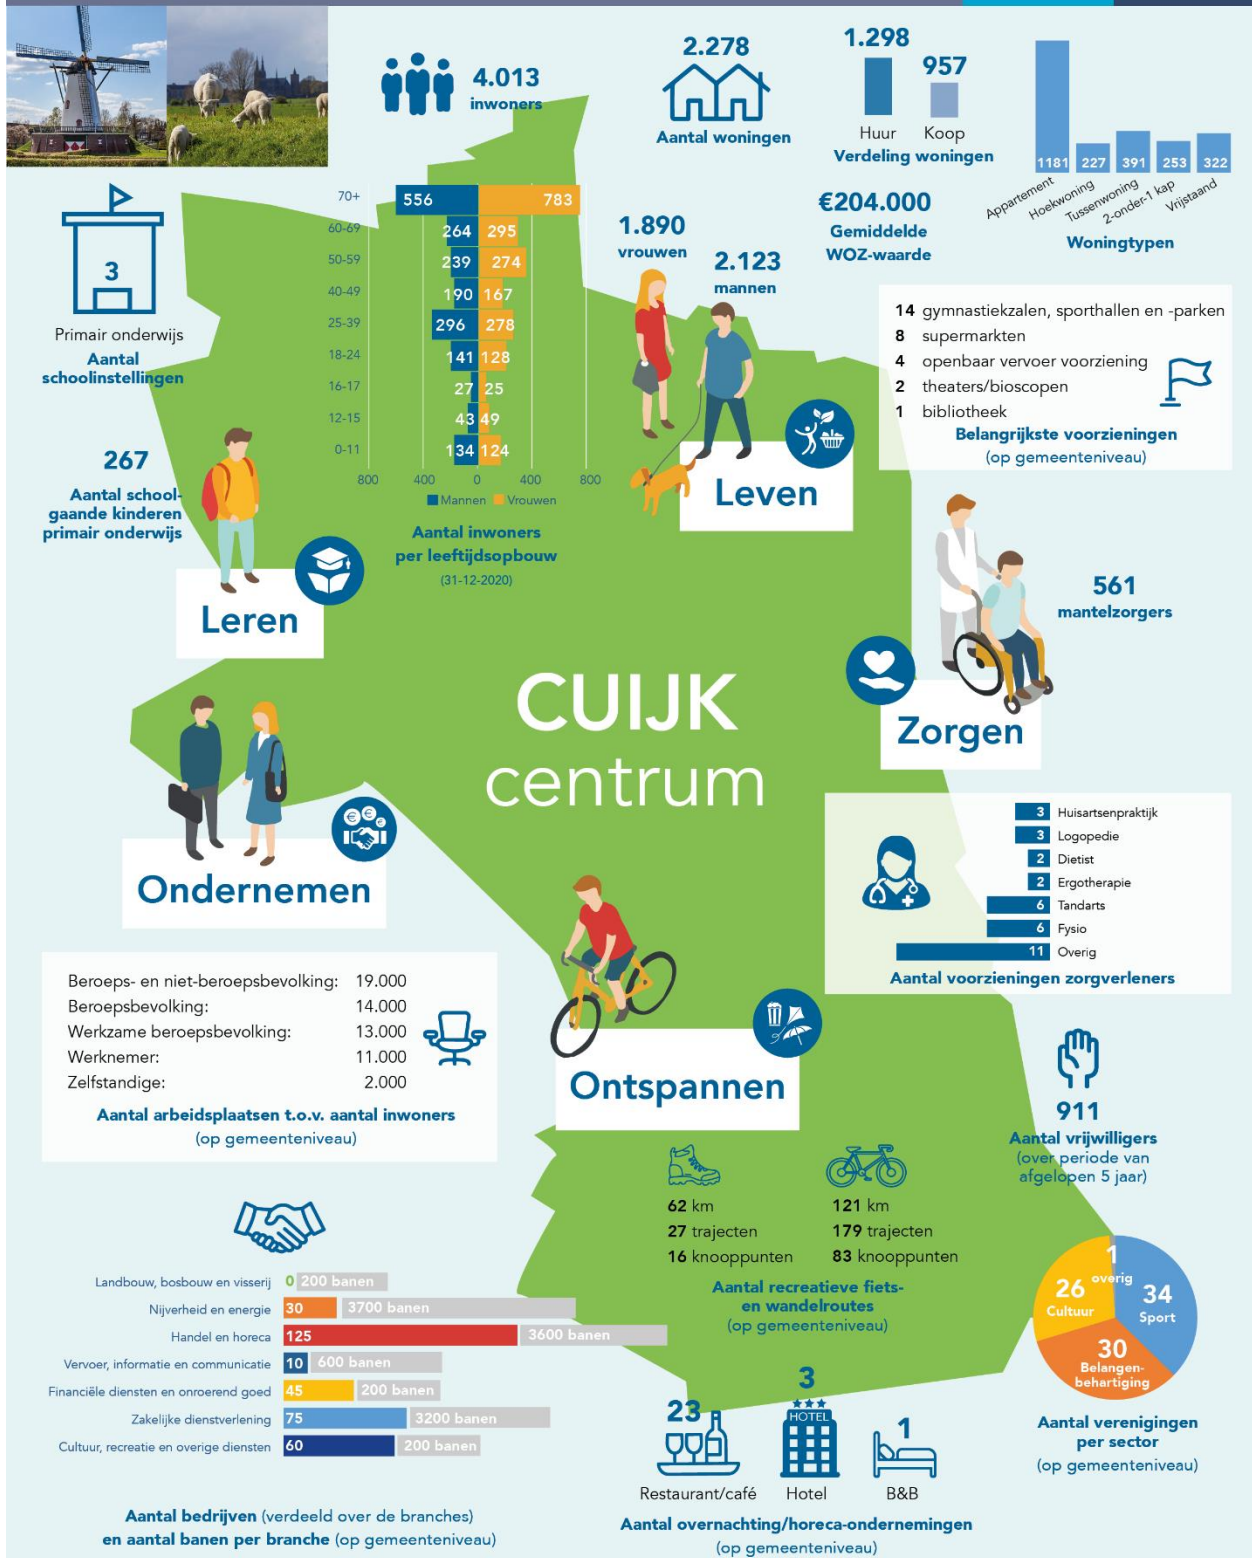 4.013
inwoners
2.278
Aantal woningen
1.298
957
Huur
Koop
Verdeling woningen
1181
227
391
253
322
Appartement
Hoekwoning
Tussenwoning
2-onder-1 kap
Vrijstaand
Woningtypen
€204.000
Gemiddelde
WOZ-waarde
3
Primair onderwijs
Aantal
schoolinstellingen
70+ 556 783
60-69 264 295
50-59 239 274
40-49 190 167
25-39 296 278
18-24 141 128
16-17 27 25
12-15 43 49
0-11 134 124
800 400 0 400 800
Mannen Vrouwen
Aantal inwoners
per leeftijdsopbouw
(31-12-2020)
1.890
vrouwen
2.123
mannen
14 gymnastiekzalen, sporthallen en -parken
8 supermarkten
4 openbaar vervoer voorziening
2 theaters/bioscopen
1 bibliotheek
Belangrijkste voorzieningen
(op gemeenteniveau)
Leven
267
Aantal school-
gaande kinderen
primair onderwijs
Leren
561
mantelzorgers
Zorgen
CUIJK
centrum
Ondernemen
3 Huisartsenpraktijk
3 Logopedie
2 Dietist
2 Ergotherapie
6 Tandarts
6 Fysio
11 Overig
Aantal voorzieningen zorgverleners
Beroeps- en niet-beroepsbevolking: 19.000
Beroepsbevolking: 14.000
Werkzame beroepsbevolking: 13.000
Werknemer: 11.000
Zelfstandige: 2.000
Aantal arbeidsplaatsen t.o.v. aantal inwoners
(op gemeenteniveau)
Ontspannen
911
Aantal vrijwilligers
(over periode van
afgelopen 5 jaar)
62 km
27 trajecten
16 knooppunten
121 km
179 trajecten
83 knooppunten
Aantal recreatieve fiets-
en wandelroutes
(op gemeenteniveau)
Landbouw, bosbouw en visserij 0 200 banen
Nijverheid en energie 30 3700 banen
Handel en horeca 125 3600 banen
Vervoer, informatie en communicatie 10 600 banen
Financiële diensten en onroerend goed 45 200 banen
Zakelijke dienstverlening 75 3200 banen
Cultuur, recreatie en overige diensten 60 200 banen
Aantal bedrijven (verdeeld over de branches)
en aantal banen per branche (op gemeenteniveau)
1
overig
34
Sport
26
Cultuur
30
Belangen-
behartiging
Aantal verenigingen
per sector
(op gemeenteniveau)
23
Restaurant/café
3
HOTEL
Hotel
1
B&B
Aantal overnachting/horeca-ondernemingen
(op gemeenteniveau)